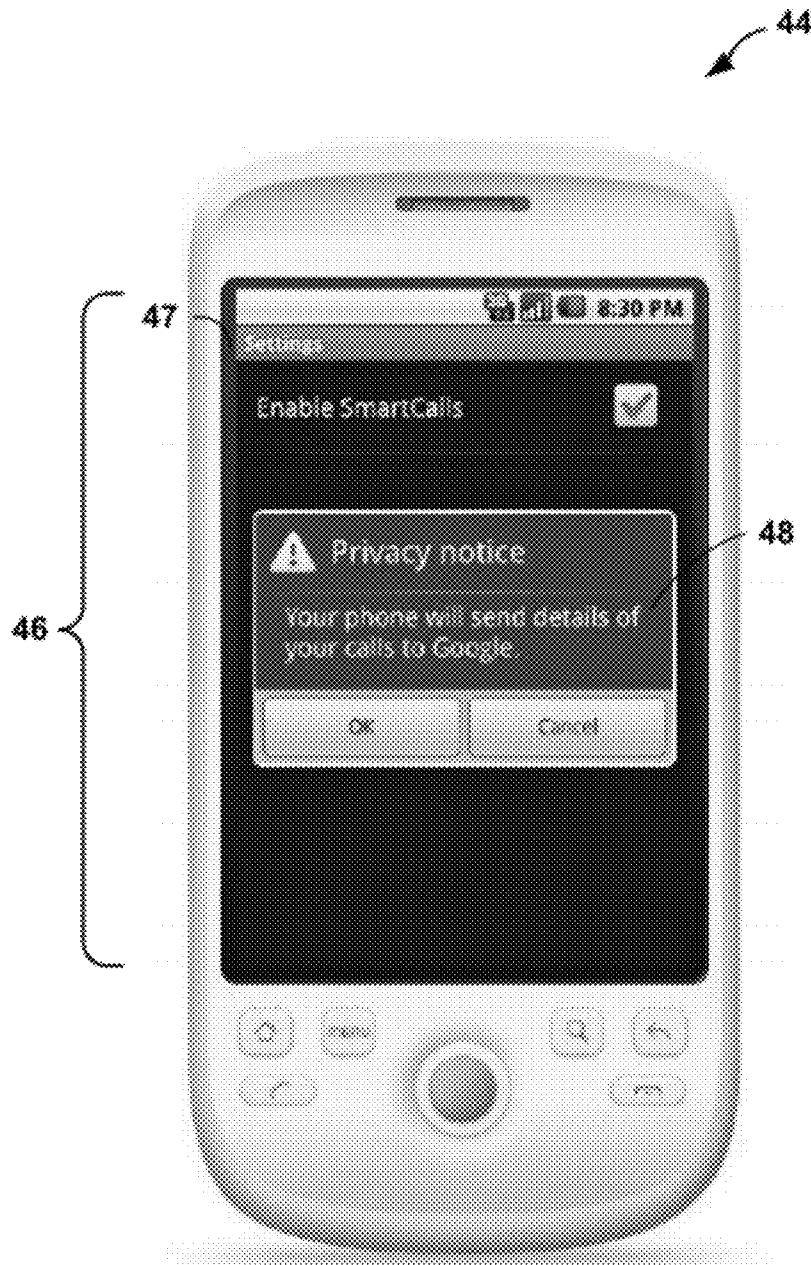 44
8:30 PM
47
Settings
Enable SmartCalls
Privacy notice
48
Your phone will send details of
your calls to Google.
46
OK
Cancel
menu